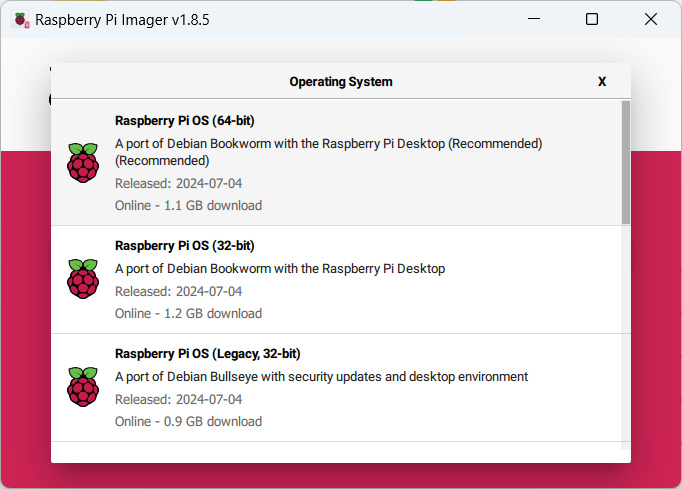 Raspberry Pi Imager v1.8.5
Operating System
X
Raspberry Pi OS (64-bit)
A port of Debian Bookworm with the Raspberry Pi Desktop (Recommended)
(Recommended)
Released: 2024-07-04
Online - 1.1 GB download
Raspberry Pi OS (32-bit)
A port of Debian Bookworm with the Raspberry Pi Desktop
Released: 2024-07-04
Online - 1.2 GB download
Raspberry Pi OS (Legacy, 32-bit)
A port of Debian Bullseye with security updates and desktop environment
Released: 2024-07-04
Online - 0.9 GB download